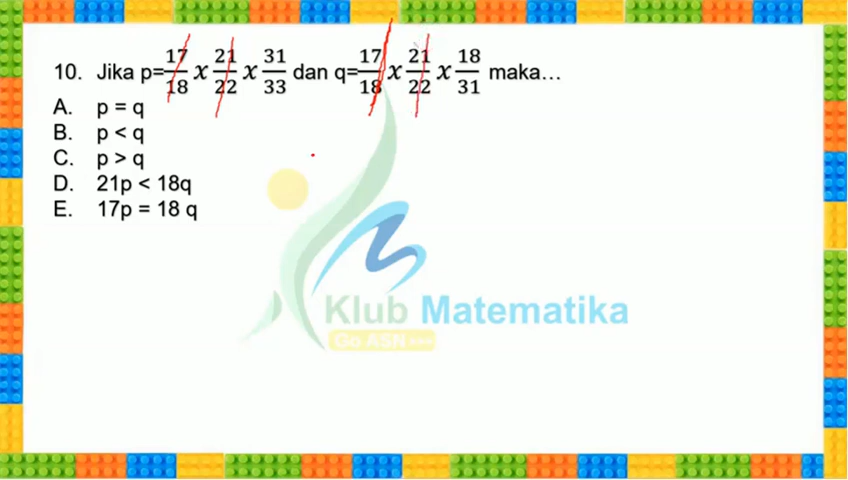 10. Jika p=17/18 x 21/22 x 31/33 dan q=17/18 x 21/22 x 18/31 maka...
A. p = q
B. p < q
C. p > q
D. 21p < 18q
E. 17p = 18 q
Klub Matematika
Go ASN